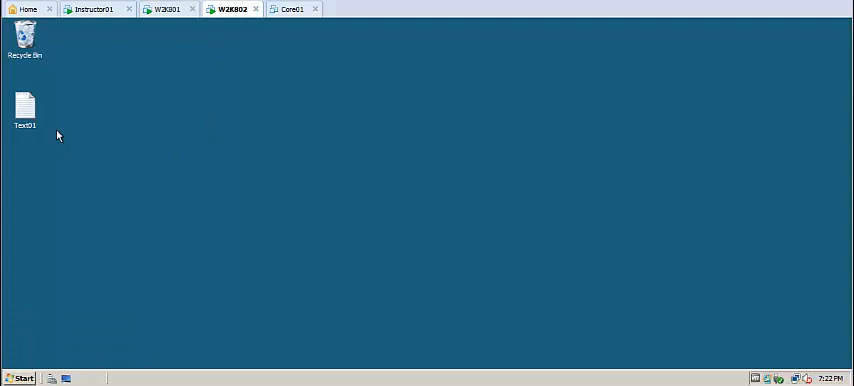 Home
Instructor01
W2K801
W2K802
Core01
Recycle Bin
Text01
Start
7:22 PM